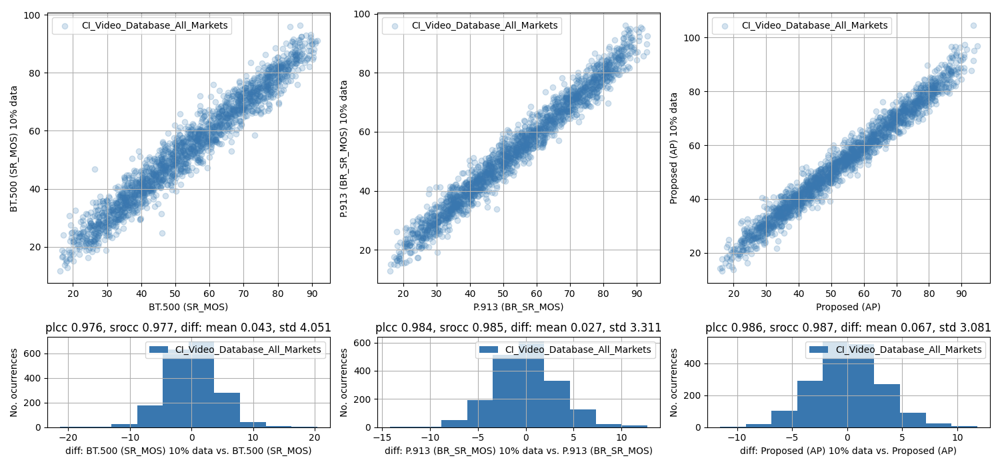 CI_Video_Database_All_Markets
100
80
60
40
20
BT.500 (SR_MOS) 10% data
20 30 40 50 60 70 80 90
BT.500 (SR_MOS)
CI_Video_Database_All_Markets
100
80
60
40
20
P.913 (BR_SR_MOS) 10% data
20 30 40 50 60 70 80 90
P.913 (BR_SR_MOS)
CI_Video_Database_All_Markets
100
80
60
40
20
Proposed (AP) 10% data
20 30 40 50 60 70 80 90
Proposed (AP)
plcc 0.976, srocc 0.977, diff: mean 0.043, std 4.051
CI_Video_Database_All_Markets
600
400
200
0
No. ocurrences
−20 −10 0 10 20
diff: BT.500 (SR_MOS) 10% data vs. BT.500 (SR_MOS)
plcc 0.984, srocc 0.985, diff: mean 0.027, std 3.311
CI_Video_Database_All_Markets
600
400
200
0
No. ocurrences
−15 −10 −5 0 5 10
diff: P.913 (BR_SR_MOS) 10% data vs. P.913 (BR_SR_MOS)
plcc 0.986, srocc 0.987, diff: mean 0.067, std 3.081
CI_Video_Database_All_Markets
400
200
0
No. ocurrences
−10 −5 0 5 10
diff: Proposed (AP) 10% data vs. Proposed (AP)